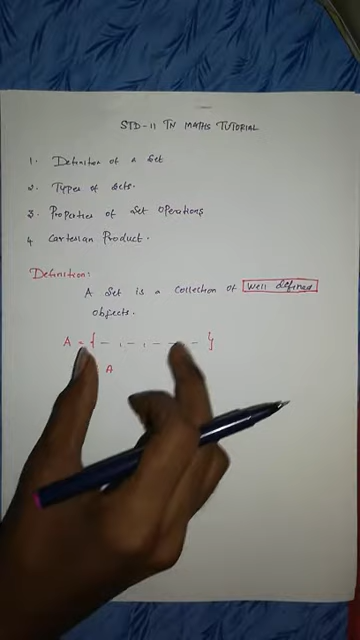 STD-11 TN MATHS TUTORIAL
1. Definition of a Set
2. Types of Sets.
3. Properties of Set Operations
4 Cartesian Product.
Definition:
A Set is a collection of well defined
objects.
A = { - , - , - - - }
A